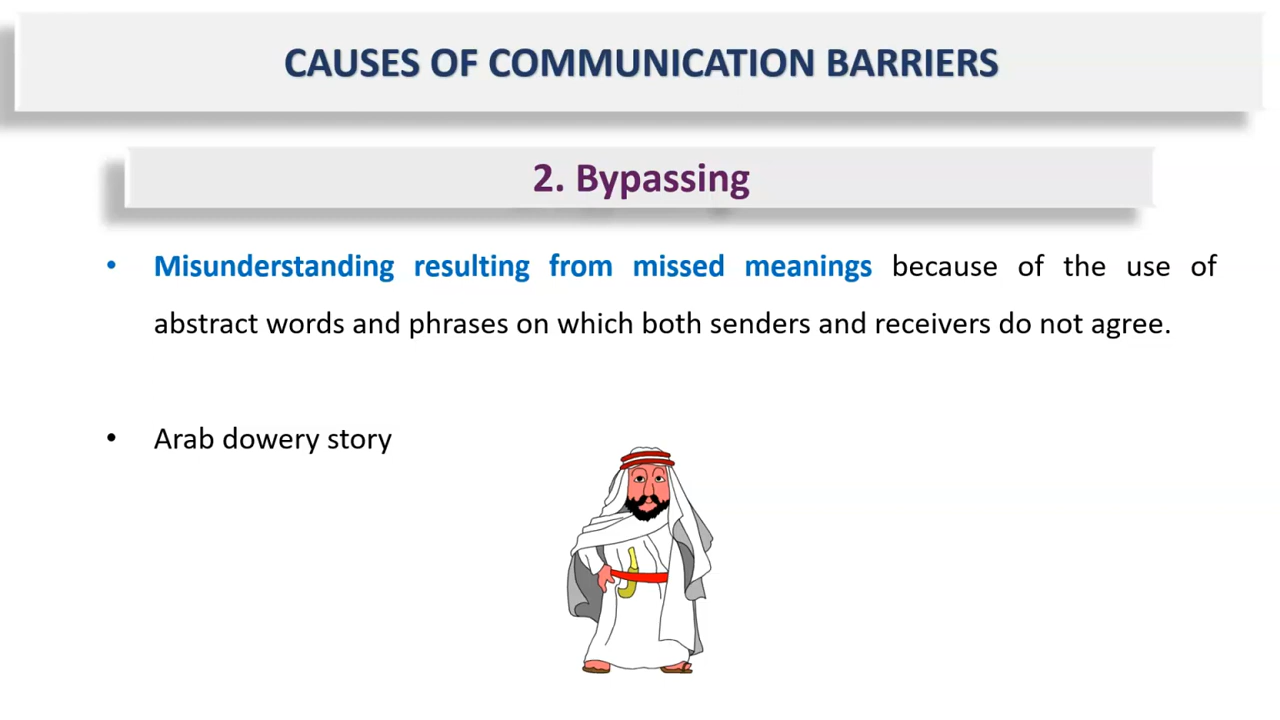 CAUSES OF COMMUNICATION BARRIERS
2. Bypassing
• Misunderstanding resulting from missed meanings because of the use of
abstract words and phrases on which both senders and receivers do not agree.
• Arab dowery story